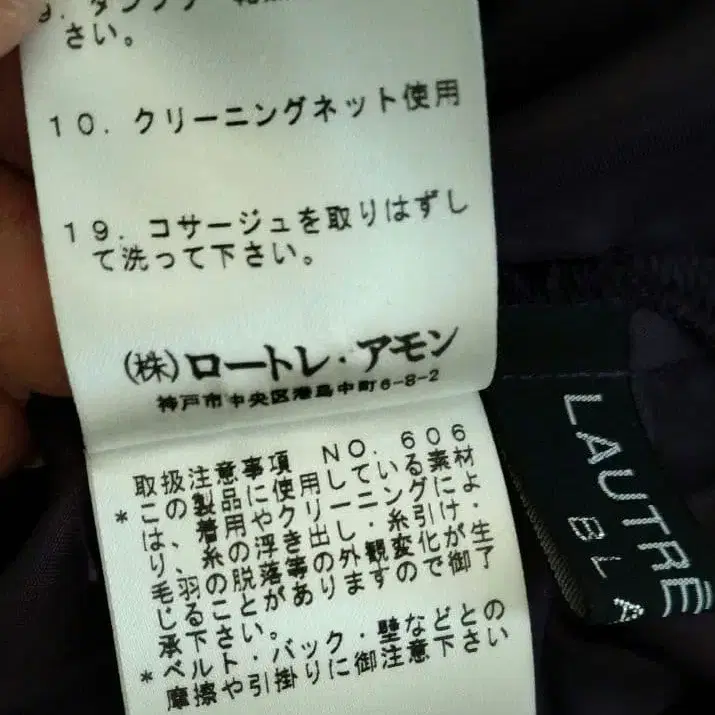 さい。
10. クリーニングネット使用
19. コサージュを取りはずし
て洗って下さい。
(株)ロートレ・アモン
神戸市中央区港島中町6-8-2
取扱注意事項 NO. 606
*この製品に使用している素材
は、着用やクリーニングによ
り、糸の浮き出し・糸引け・
毛羽の脱落等の外観変化が生
じることがありますので御了
承下さい。
*ベルト・バック・壁などとの
摩擦や引掛りに御注意下さい
LAUTRÉ
BLA